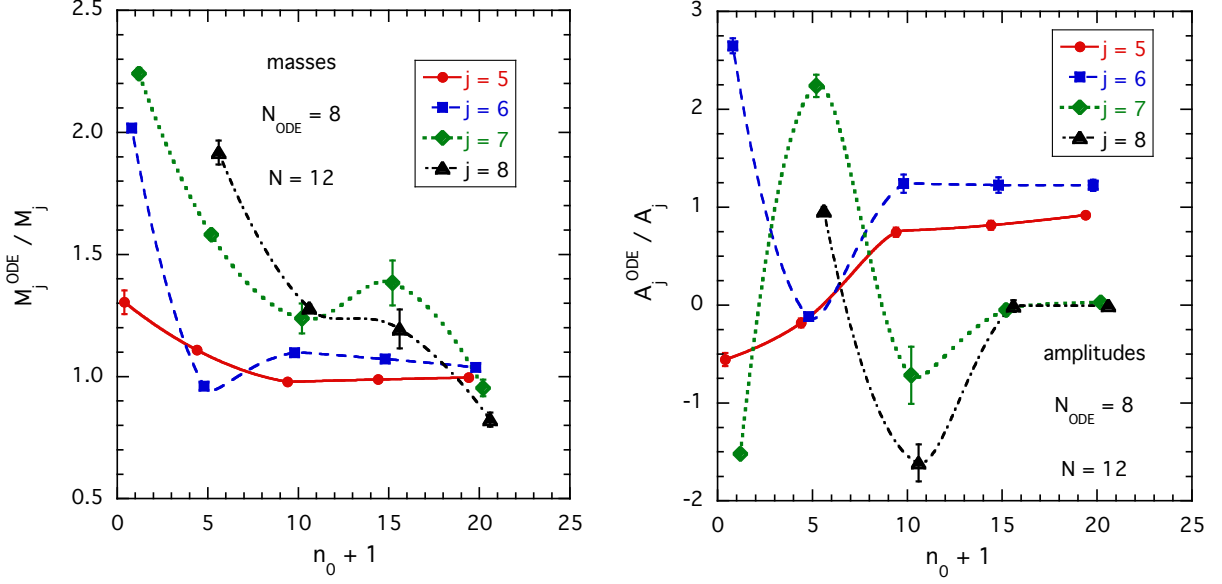 2.5
2.0
1.5
1.0
0.5
M_j^ODE / M_j
masses
N_ODE = 8
N = 12
j = 5
j = 6
j = 7
j = 8
0 5 10 15 20 25
n_0 + 1
3
2
1
0
-1
-2
A_j^ODE / A_j
j = 5
j = 6
j = 7
j = 8
amplitudes
N_ODE = 8
N = 12
0 5 10 15 20 25
n_0 + 1